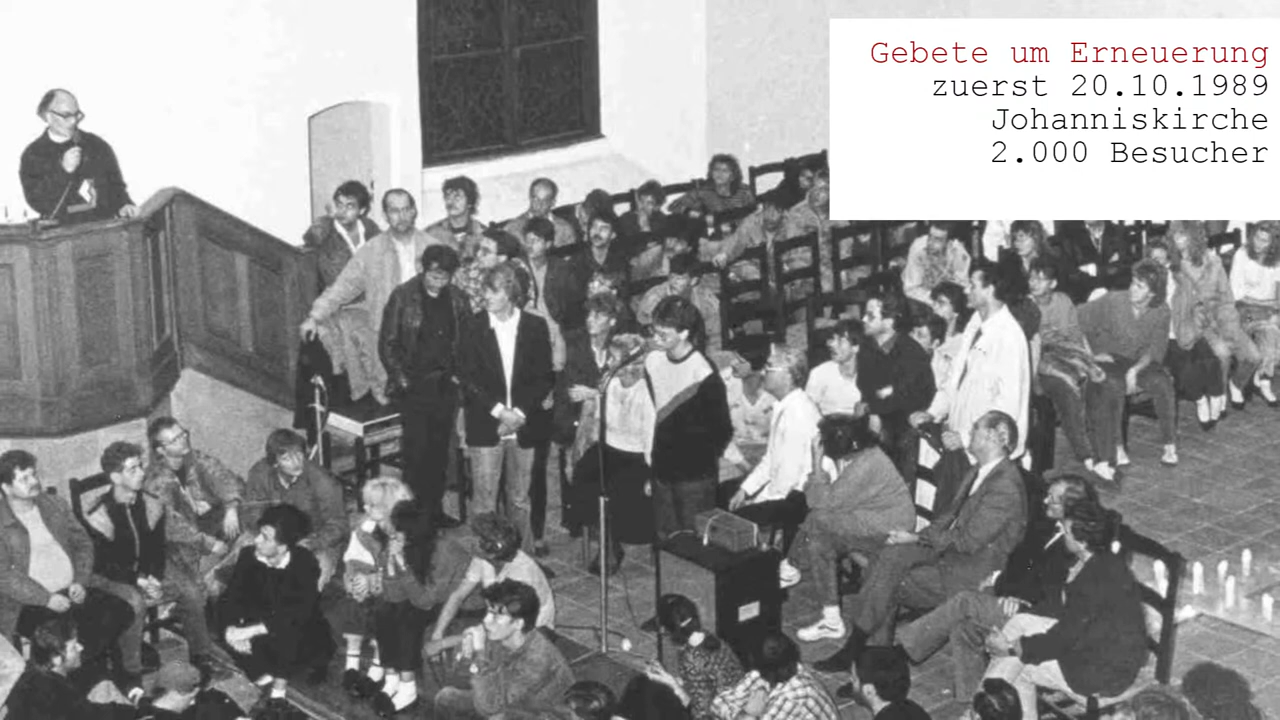 Gebete um Erneuerung
zuerst 20.10.1989
Johanniskirche
2.000 Besucher